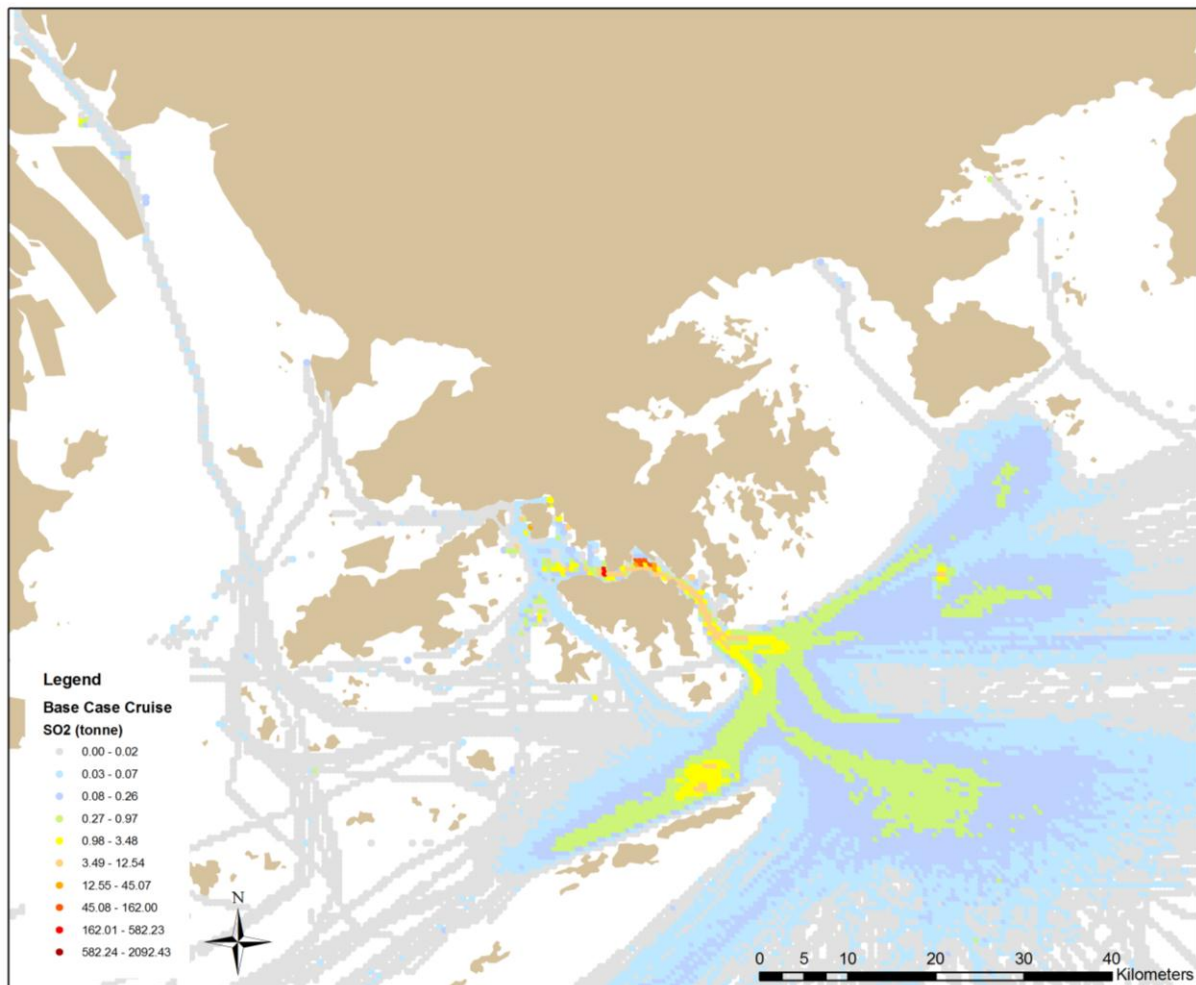 Legend
Base Case Cruise
SO2 (tonne)
0.00 - 0.02
0.03 - 0.07
0.08 - 0.26
0.27 - 0.97
0.98 - 3.48
3.49 - 12.54
12.55 - 45.07
45.08 - 162.00
162.01 - 582.23
582.24 - 2092.43
N
0 5 10 20 30 40
Kilometers